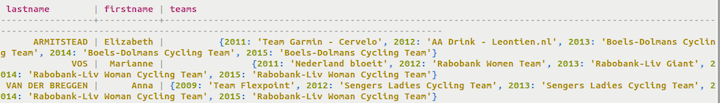 lastname | firstname | teams
ARMITSTEAD | Elizabeth | {2011: 'Team Garmin - Cervelo', 2012: 'AA Drink - Leontien.nl', 2013: 'Boels-Dolmans Cyclin
g Team', 2014: 'Boels-Dolmans Cycling Team', 2015: 'Boels-Dolmans Cycling Team'}
VOS | Marianne | {2011: 'Nederland bloeit', 2012: 'Rabobank Women Team', 2013: 'Rabobank-Liv Giant', 2
014: 'Rabobank-Liv Woman Cycling Team', 2015: 'Rabobank-Liv Woman Cycling Team'}
VAN DER BREGGEN | Anna | {2009: 'Team Flexpoint', 2012: 'Sengers Ladies Cycling Team', 2013: 'Sengers Ladies Cycling Team', 2
014: 'Rabobank-Liv Woman Cycling Team', 2015: 'Rabobank-Liv Woman Cycling Team'}